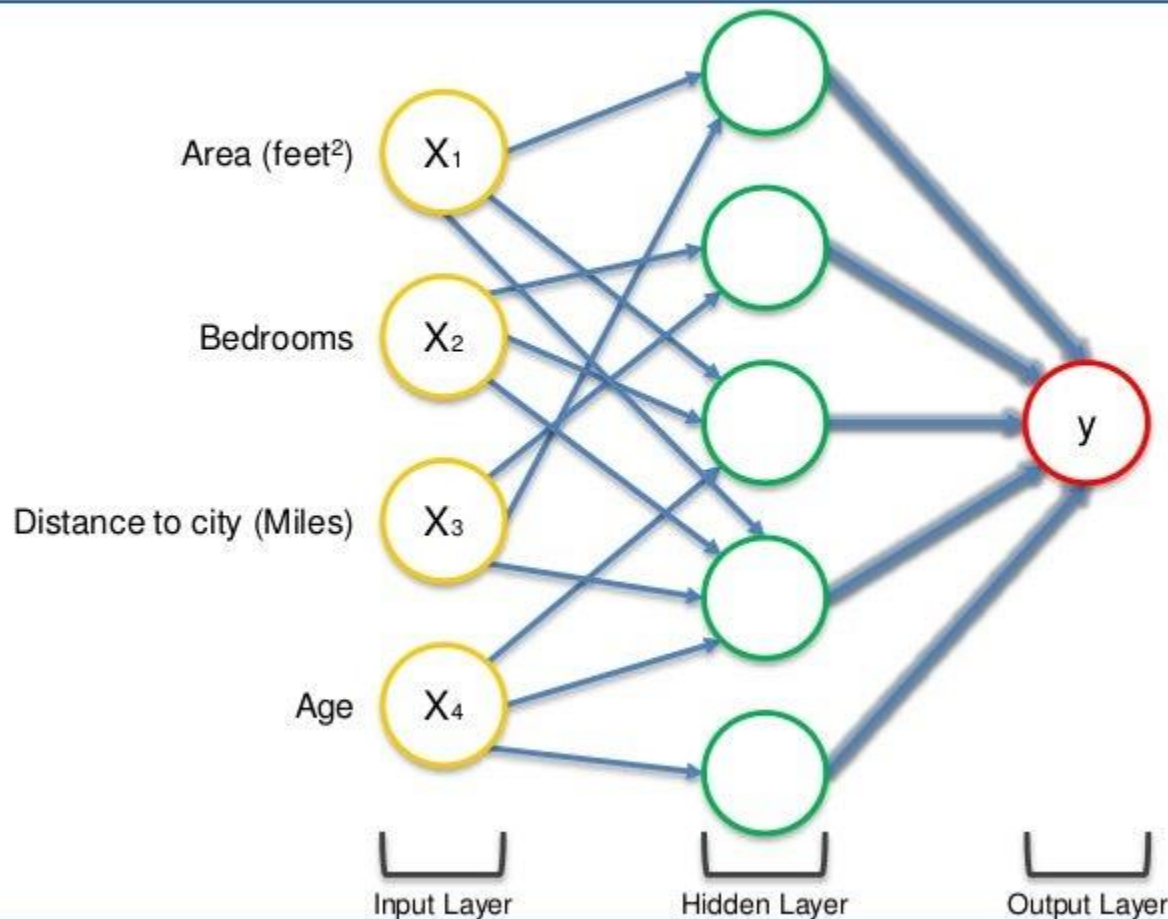 Area (feet²) X₁
Bedrooms X₂
Distance to city (Miles) X₃
Age X₄
y
Input Layer Hidden Layer Output Layer